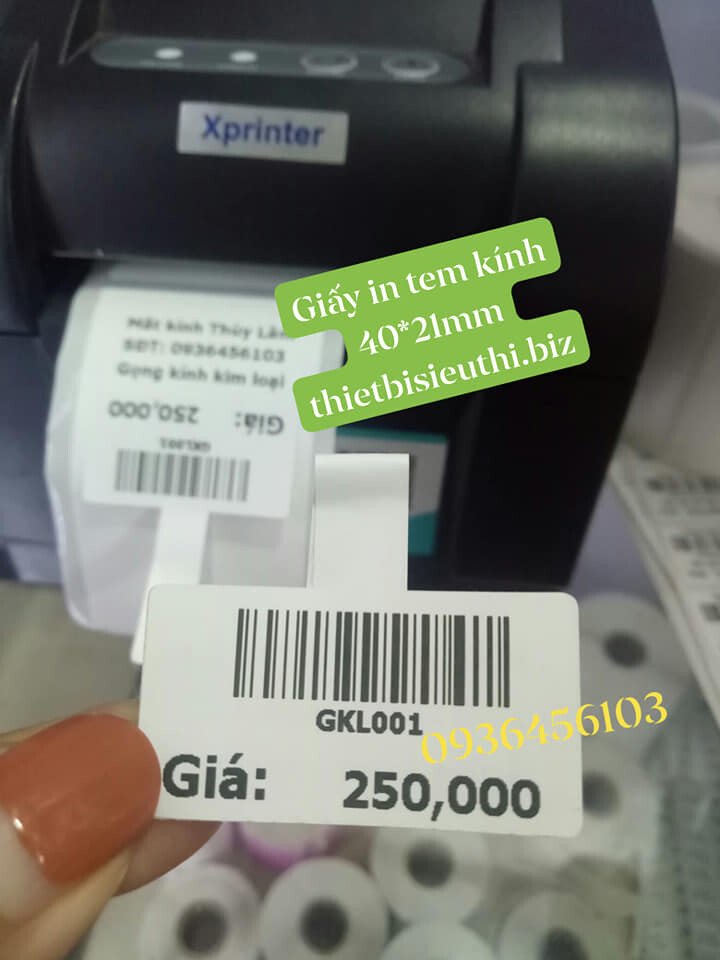 Xprinter
Giấy in tem kính
40*21mm
thietbisieuthi.biz
Mắt kính Thúy Lâm
SĐT: 0936456103
Gọng kính kim loại
Giá: 250,000
GKL001
GKL001
0936456103
Giá: 250,000